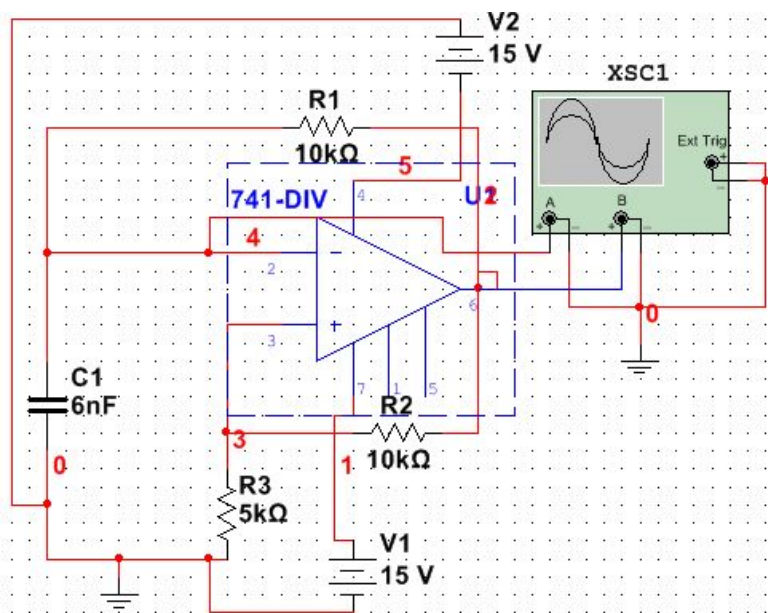 V2
15 V
XSC1
R1
10kΩ
Ext Trig
+
−
5
4
741-DIV
A
B
+
−
+
−
4
2
−
6
0
3
+
C1
6nF
7
1
5
R2
3
10kΩ
1
0
R3
5kΩ
V1
15 V